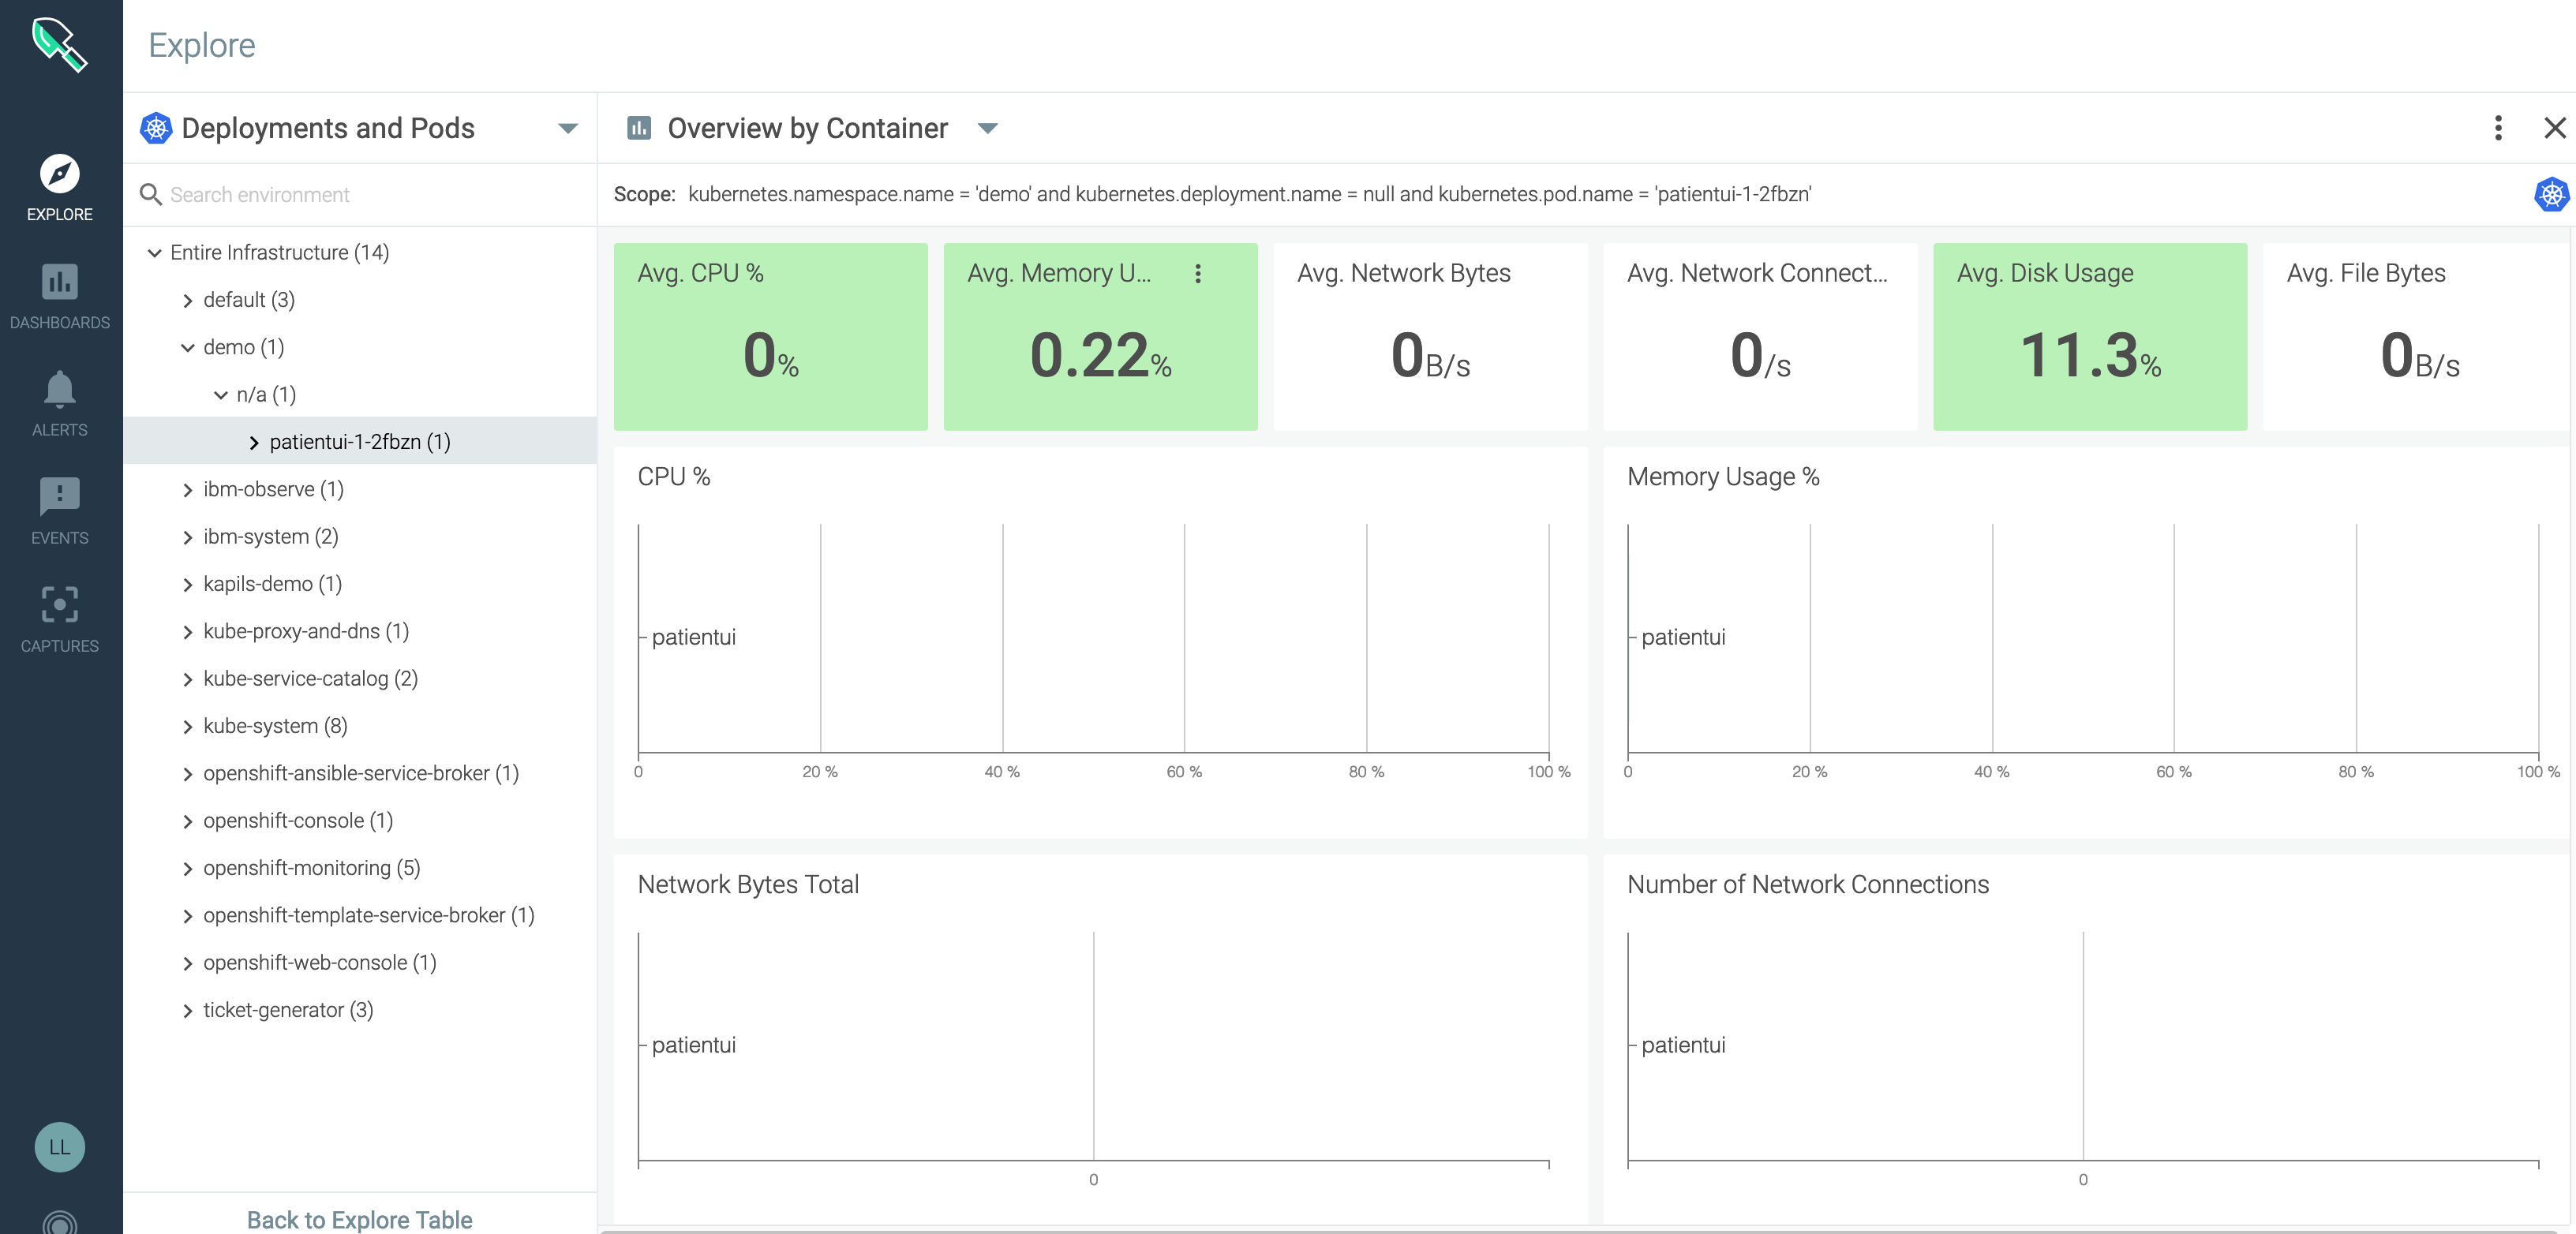 Explore
EXPLORE
DASHBOARDS
ALERTS
EVENTS
CAPTURES
LL
Deployments and Pods
Search environment
Entire Infrastructure (14)
default (3)
demo (1)
n/a (1)
patientui-1-2fbzn (1)
ibm-observe (1)
ibm-system (2)
kapils-demo (1)
kube-proxy-and-dns (1)
kube-service-catalog (2)
kube-system (8)
openshift-ansible-service-broker (1)
openshift-console (1)
openshift-monitoring (5)
openshift-template-service-broker (1)
openshift-web-console (1)
ticket-generator (3)
Back to Explore Table
Overview by Container
Scope: kubernetes.namespace.name = 'demo' and kubernetes.deployment.name = null and kubernetes.pod.name = 'patientui-1-2fbzn'
Avg. CPU %
0%
Avg. Memory U...
0.22%
Avg. Network Bytes
0B/s
Avg. Network Connect...
0/s
Avg. Disk Usage
11.3%
Avg. File Bytes
0B/s
CPU %
patientui
0 20 % 40 % 60 % 80 % 100 %
Memory Usage %
patientui
0 20 % 40 % 60 % 80 % 100 %
Network Bytes Total
patientui
0
Number of Network Connections
patientui
0